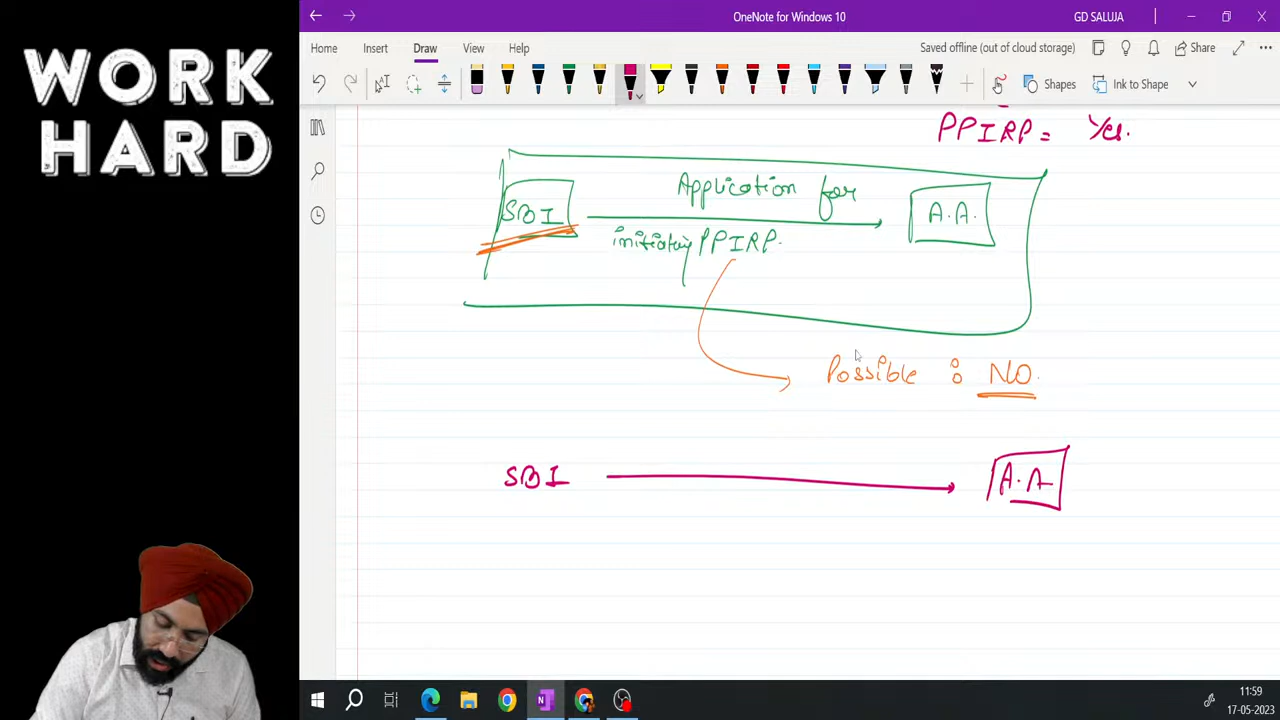 WORK
HARD
OneNote for Windows 10
GD SALUJA
Home Insert Draw View Help
Saved offline (out of cloud storage)
Share
Shapes
Ink to Shape
PPIRP = Yes.
Application for
SBI
A.A.
initiating PPIRP.
Possible : NO.
SBI
A.A
11:59
17-05-2023